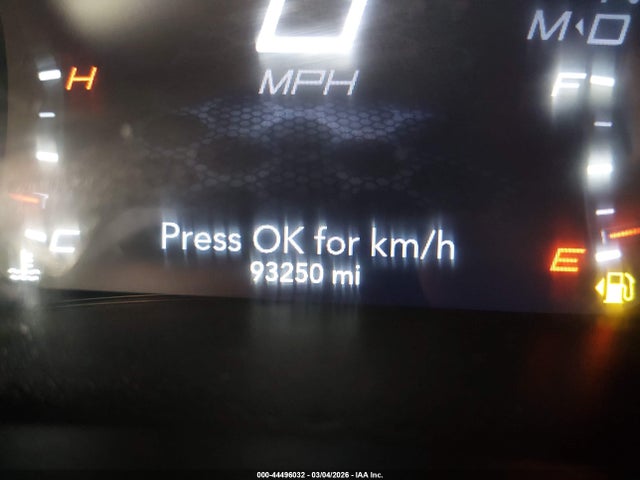 0
M◂D
MPH
H
F
C
Press OK for km/h
93250 mi
E
000-44496032 - 03/04/2026 - IAA Inc.